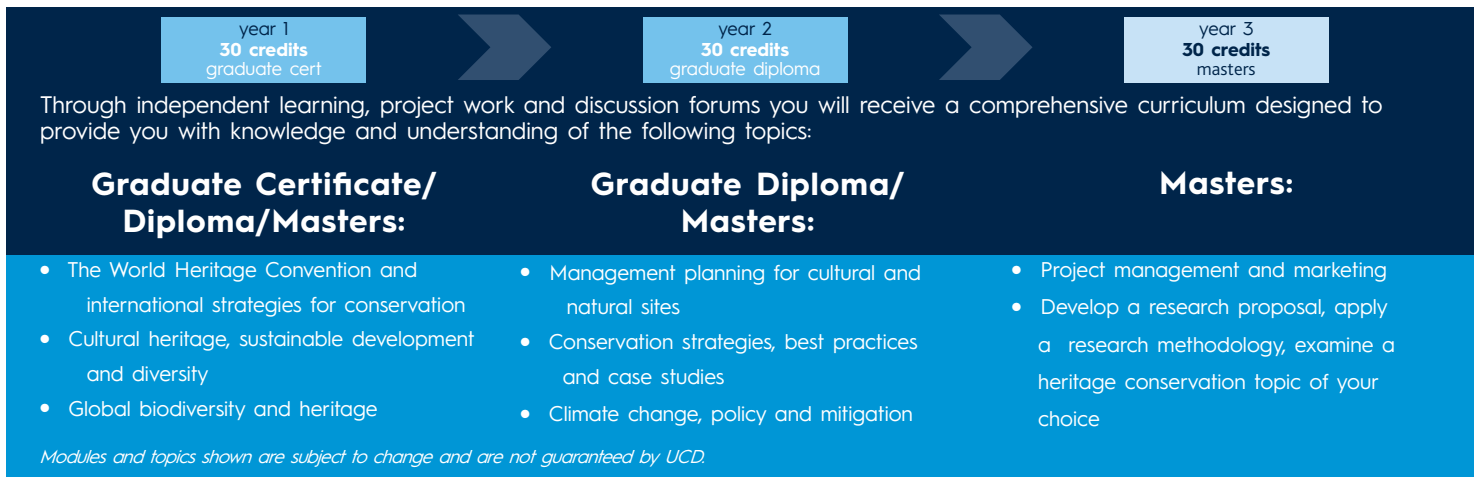 year 1
30 credits
graduate cert
year 2
30 credits
graduate diploma
year 3
30 credits
masters
Through independent learning, project work and discussion forums you will receive a comprehensive curriculum designed to
provide you with knowledge and understanding of the following topics:
Graduate Certificate/
Diploma/Masters:
• The World Heritage Convention and
international strategies for conservation
• Cultural heritage, sustainable development
and diversity
• Global biodiversity and heritage
Graduate Diploma/
Masters:
• Management planning for cultural and
natural sites
• Conservation strategies, best practices
and case studies
• Climate change, policy and mitigation
Masters:
• Project management and marketing
• Develop a research proposal, apply
a research methodology, examine a
heritage conservation topic of your
choice
Modules and topics shown are subject to change and are not guaranteed by UCD.